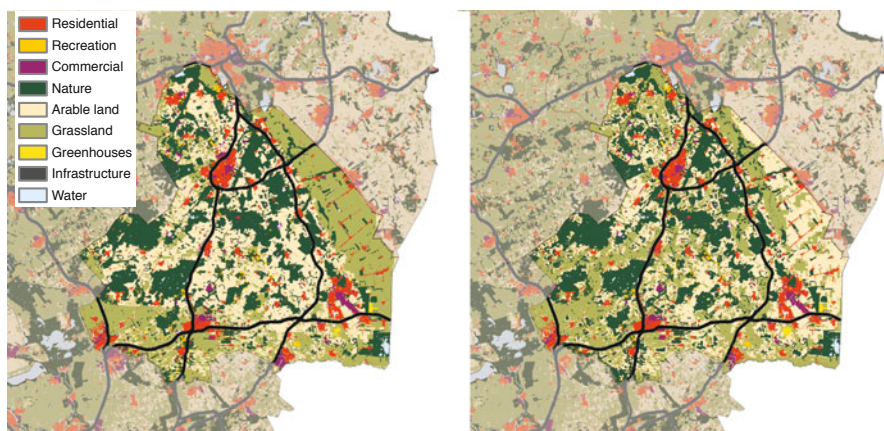 Residential
Recreation
Commercial
Nature
Arable land
Grassland
Greenhouses
Infrastructure
Water